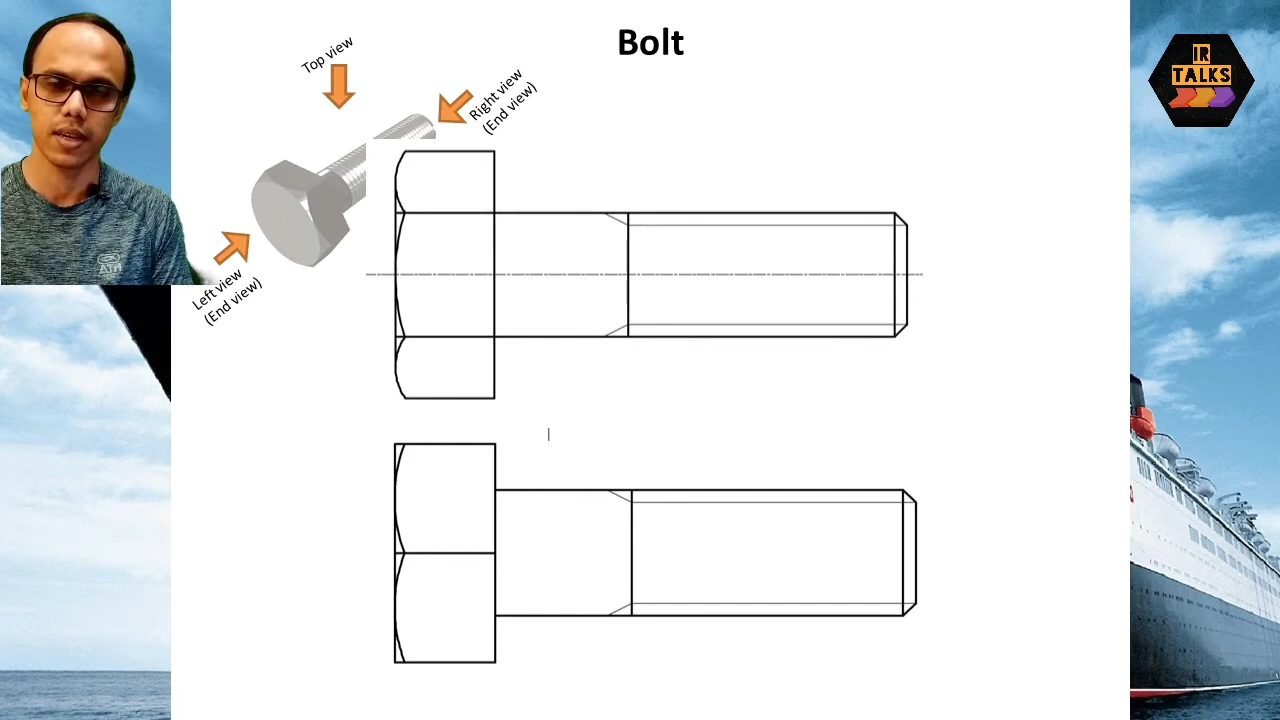 Bolt
Top view
Right view
(End view)
Left view
(End view)
IR
TALKS